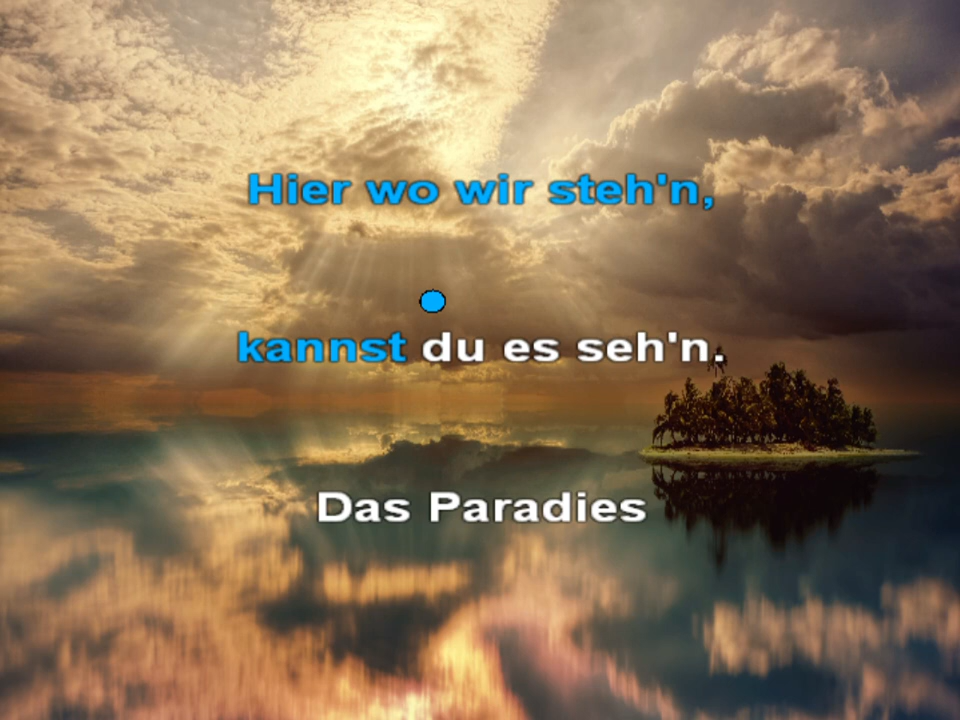 Hier wo wir steh'n,
kannst du es seh'n.
Das Paradies